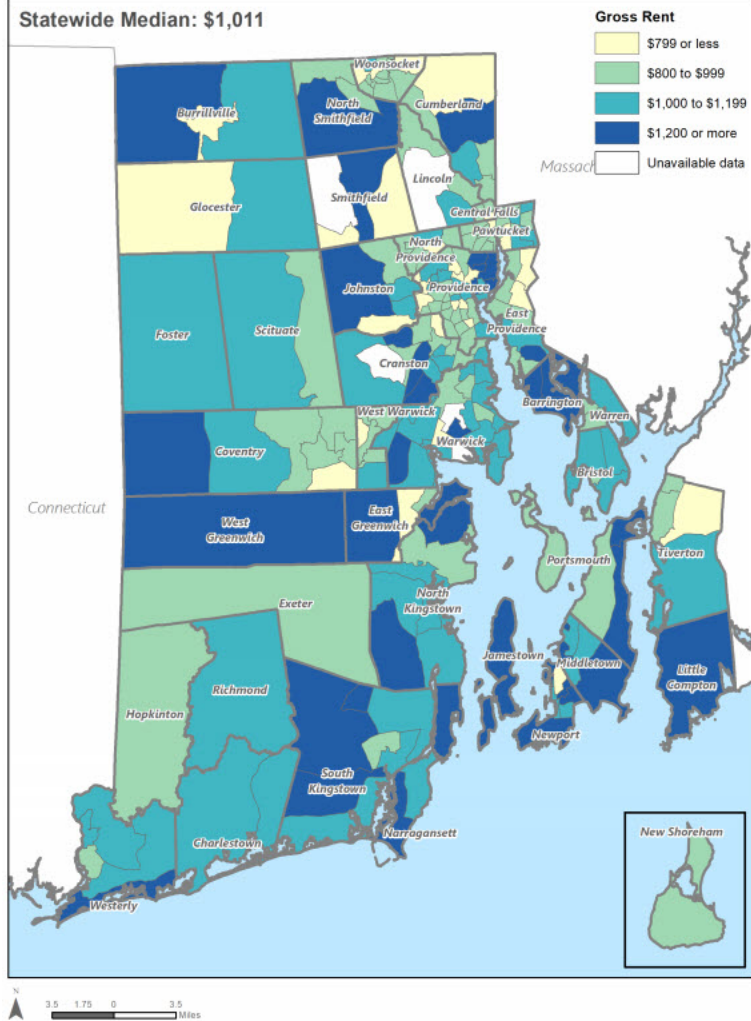 Statewide Median: $1,011
Gross Rent
$799 or less
$800 to $999
$1,000 to $1,199
$1,200 or more
Unavailable data
Massach
Woonsocket
Burrillville
North
Smithfield
Cumberland
Lincoln
Smithfield
Glocester
Central Falls
Pawtucket
North
Providence
Johnston
Providence
East
Providence
Foster
Scituate
Cranston
Barrington
West Warwick
Warren
Warwick
Coventry
Bristol
Connecticut
West
Greenwich
East
Greenwich
Tiverton
Portsmouth
Exeter
North
Kingstown
Jamestown
Middletown
Little
Compton
Richmond
Hopkinton
Newport
South
Kingstown
Narragansett
Charlestown
New Shoreham
Westerly
N
3.5 1.75 0 3.5
Miles